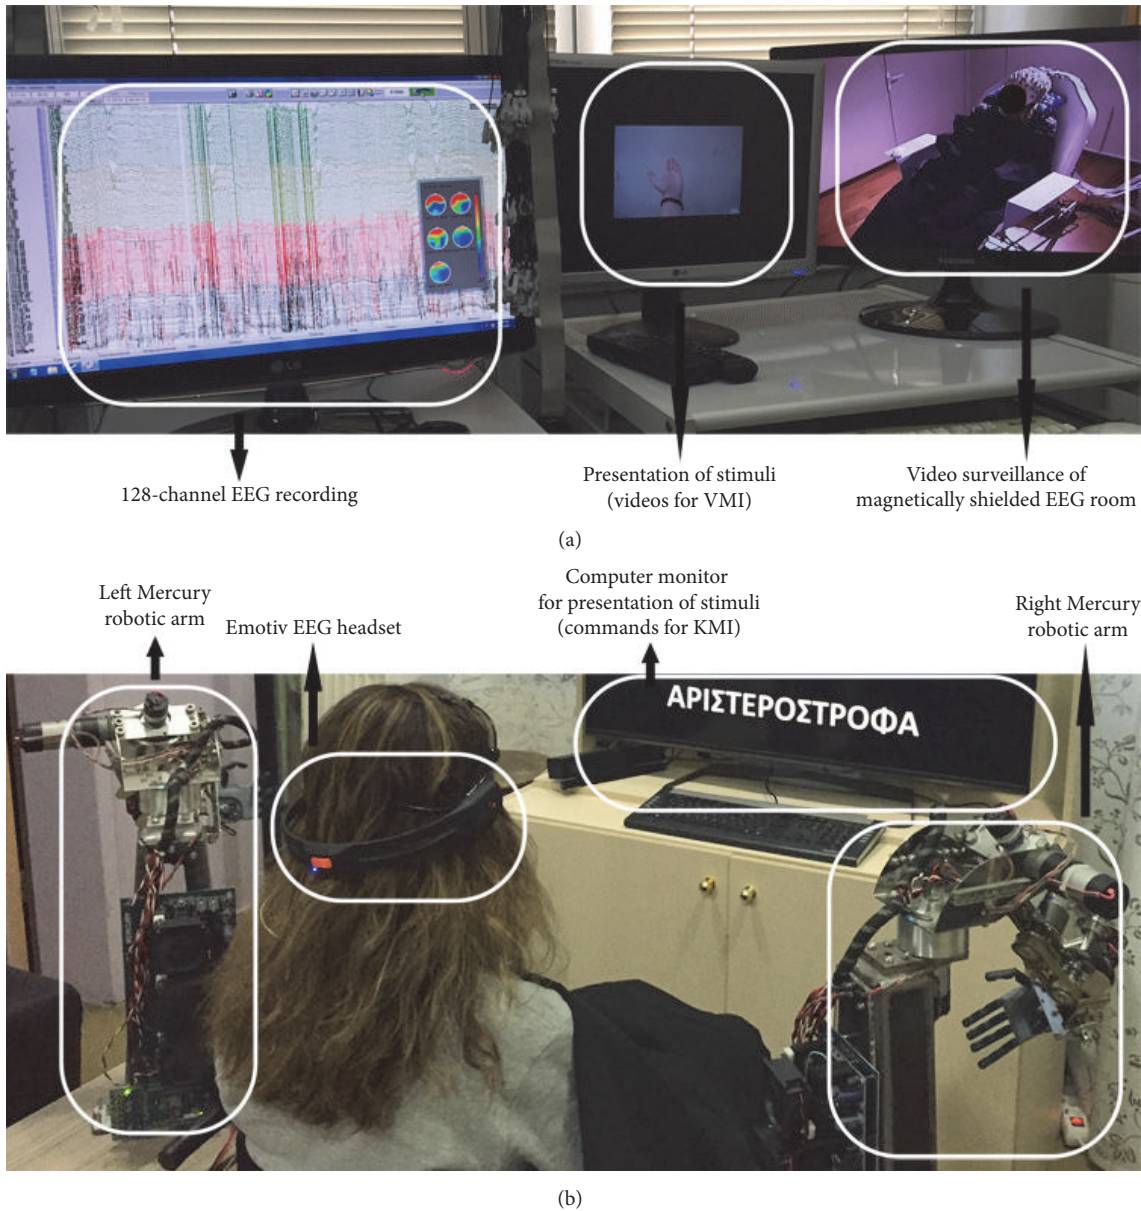 LG
LG
128-channel EEG recording
Presentation of stimuli
(videos for VMI)
Video surveillance of
magnetically shielded EEG room
(a)
Left Mercury
robotic arm
Emotiv EEG headset
Computer monitor
for presentation of stimuli
(commands for KMI)
Right Mercury
robotic arm
ΑΡΙΣΤΕΡΟΣΤΡΟΦΑ
(b)